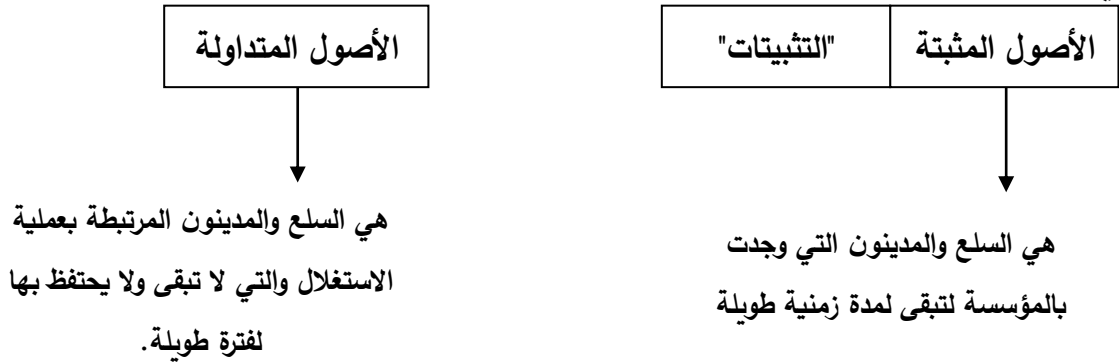 الأصول المثبتة "التثبيتات"
هي السلع والمدينون التي وجدت
بالمؤسسة لتبقى لمدة زمنية طويلة
الأصول المتداولة
هي السلع والمدينون المرتبطة بعملية
الاستغلال والتي لا تبقى ولا يحتفظ بها
لفترة طويلة.